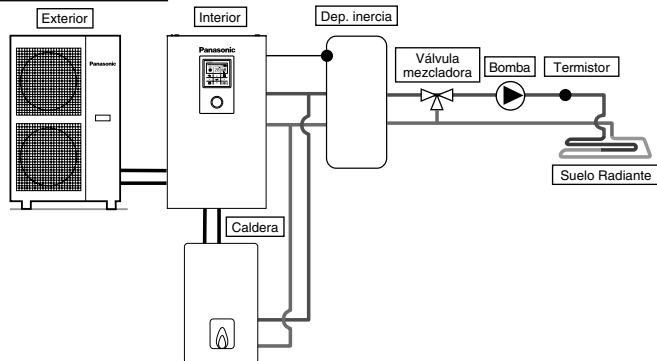 Exterior
Interior
Dep. inercia
Panasonic
Panasonic
Válvula
mezcladora
Bomba
Termistor
Suelo Radiante
Caldera